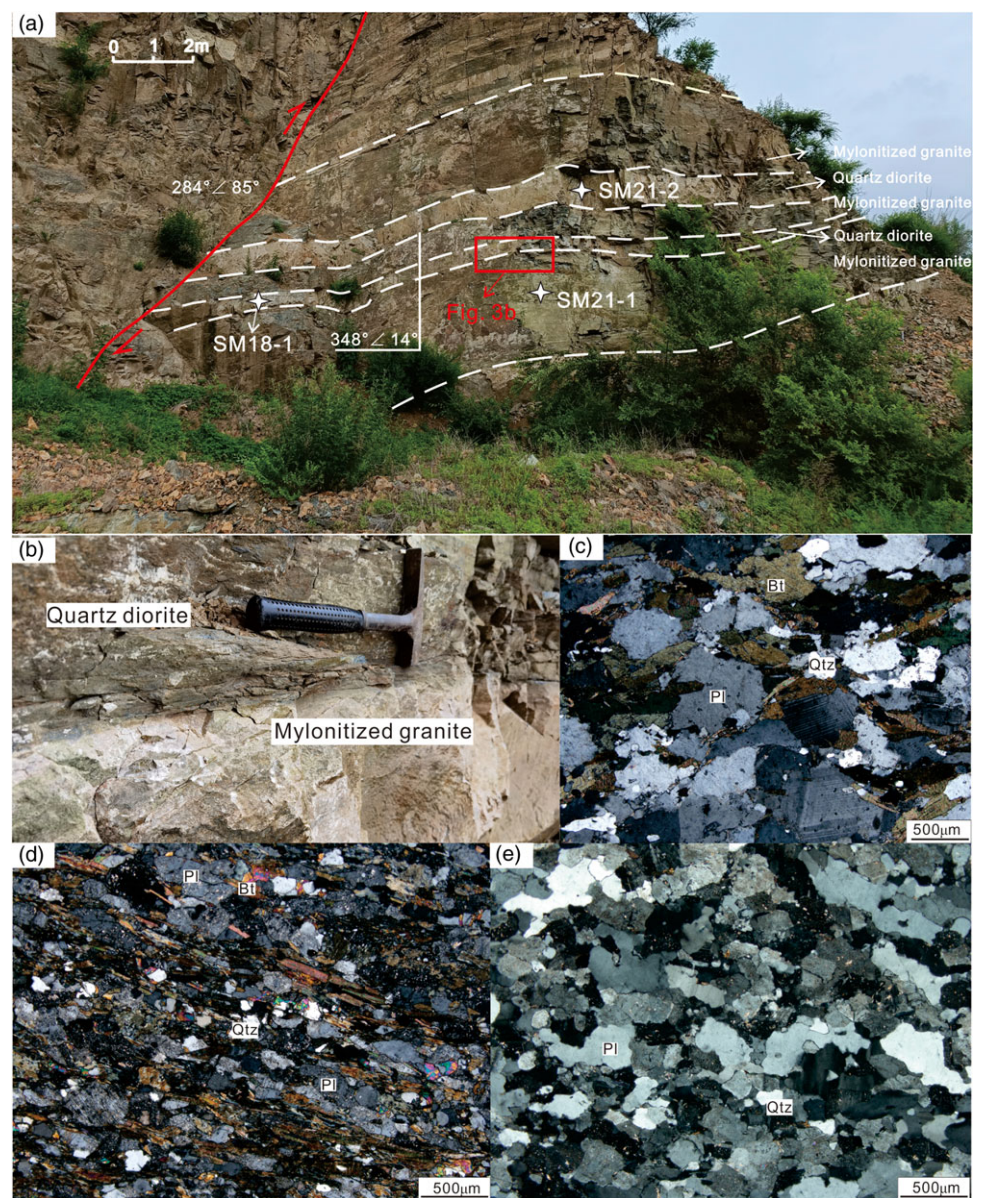 (a)
0 1 2m
Mylonitized granite
284°∠ 85°
Quartz diorite
SM21-2
Mylonitized granite
Quartz diorite
Mylonitized granite
Fig. 3b
SM21-1
SM18-1
348°∠ 14°
(b)
Quartz diorite
Mylonitized granite
(c)
Bt
Qtz
Pl
500μm
(d)
Pl
Bt
Qtz
Pl
500μm
(e)
Pl
Qtz
500μm